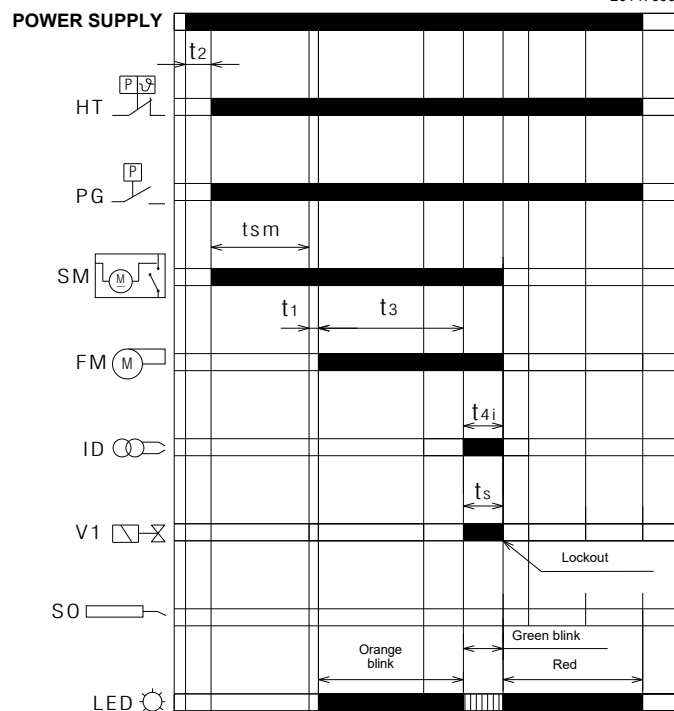 POWER SUPPLY
t2
P ϑ
HT
P
PG
tsm
SM M
t1 t3
FM M
t4i
ID
ts
V1
Lockout
SO
Green blink
Orange
blink
Red
LED